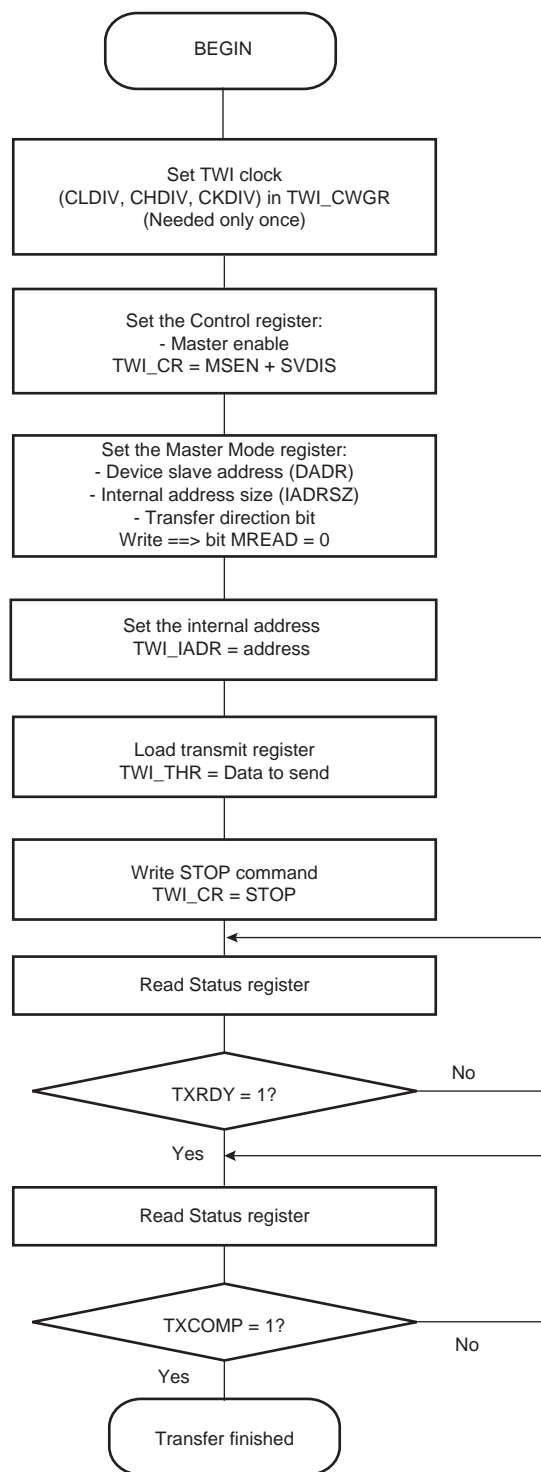 BEGIN
Set TWI clock
(CLDIV, CHDIV, CKDIV) in TWI_CWGR
(Needed only once)
Set the Control register:
- Master enable
TWI_CR = MSEN + SVDIS
Set the Master Mode register:
- Device slave address (DADR)
- Internal address size (IADRSZ)
- Transfer direction bit
Write ==> bit MREAD = 0
Set the internal address
TWI_IADR = address
Load transmit register
TWI_THR = Data to send
Write STOP command
TWI_CR = STOP
Read Status register
TXRDY = 1?
No
Yes
Read Status register
TXCOMP = 1?
No
Yes
Transfer finished